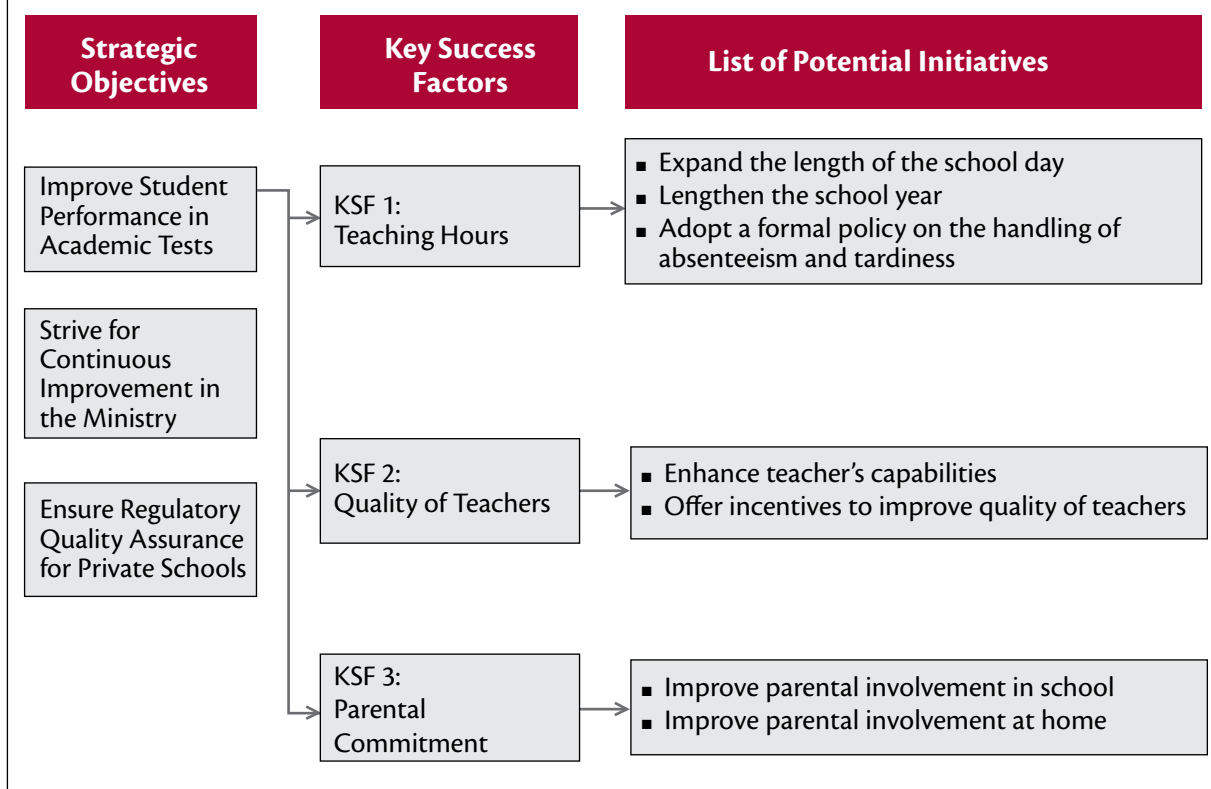 Strategic
Objectives
Key Success
Factors
List of Potential Initiatives
Improve Student
Performance in
Academic Tests
Strive for
Continuous
Improvement in
the Ministry
Ensure Regulatory
Quality Assurance
for Private Schools
KSF 1:
Teaching Hours
▪ Expand the length of the school day
▪ Lengthen the school year
▪ Adopt a formal policy on the handling of
absenteeism and tardiness
KSF 2:
Quality of Teachers
▪ Enhance teacher’s capabilities
▪ Offer incentives to improve quality of teachers
KSF 3:
Parental
Commitment
▪ Improve parental involvement in school
▪ Improve parental involvement at home